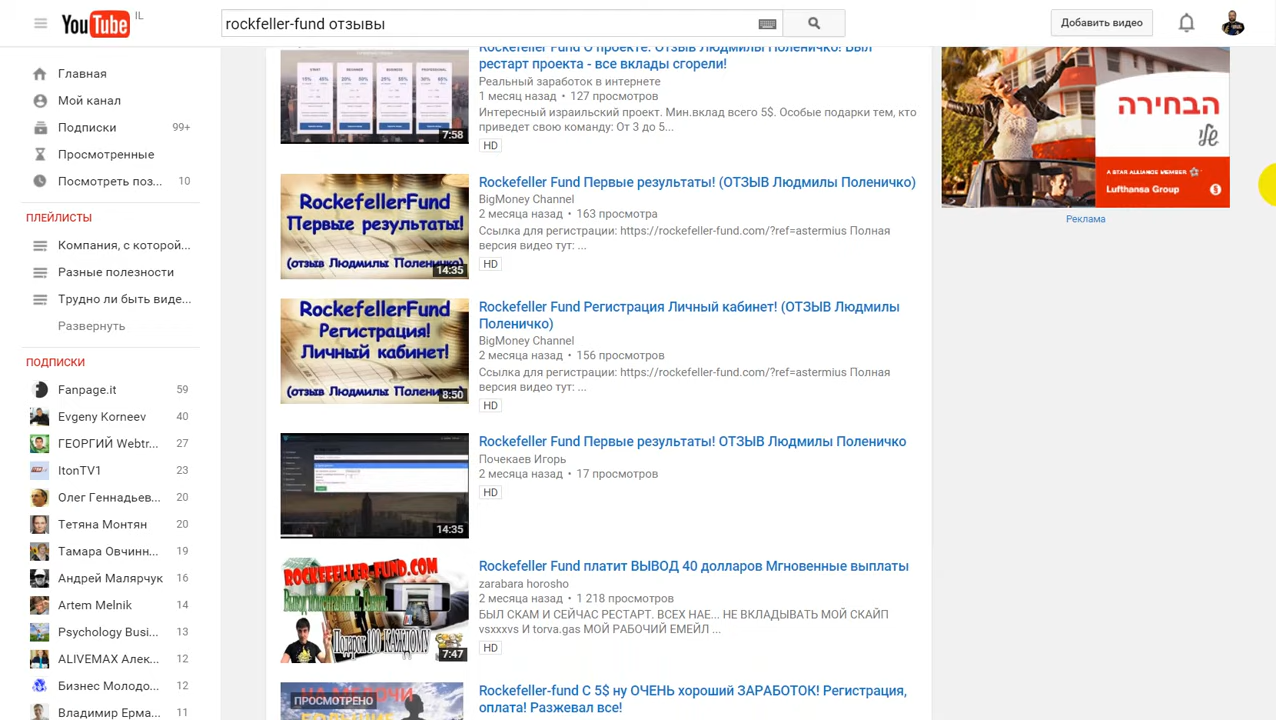 YouTube IL
rockfeller-fund отзывы
Добавить видео
Главная
Мой канал
Подписки 99+
Просмотренные
Посмотреть поз... 10
ПЛЕЙЛИСТЫ
Компания, с которой...
Разные полезности
Трудно ли быть виде...
Развернуть
ПОДПИСКИ
Fanpage.it 59
Evgeny Korneev 40
ГЕОРГИЙ Webtr... 27
ItonTV1 23
Олег Геннадьев... 20
Тетяна Монтян 20
Тамара Овчинн... 19
Андрей Малярчук 16
Artem Melnik 14
Psychology Busi... 13
ALIVEMAX Алек... 12
Бизнес Молодо... 12
Владимир Ерма... 11
7:58
Rockefeller Fund О проекте. Отзыв Людмилы Поленичко! Был
рестарт проекта - все вклады сгорели!
Реальный заработок в интернете
1 месяц назад • 127 просмотров
Интересный израильский проект. Мин.вклад всего 5$. Особые подарки тем, кто
приведет свою команду: От 3 до 5...
HD
RockefellerFund
Первые результаты!
(отзыв Людмилы Поленичко)
14:35
Rockefeller Fund Первые результаты! (ОТЗЫВ Людмилы Поленичко)
BigMoney Channel
2 месяца назад • 163 просмотра
Ссылка для регистрации: https://rockefeller-fund.com/?ref=astermius Полная
версия видео тут: ...
HD
RockefellerFund
Регистрация!
Личный кабинет!
(отзыв Людмилы
8:50
Rockefeller Fund Регистрация Личный кабинет! (ОТЗЫВ Людмилы
Поленичко)
BigMoney Channel
2 месяца назад • 156 просмотров
Ссылка для регистрации: https://rockefeller-fund.com/?ref=astermius Полная
версия видео тут: ...
HD
14:35
Rockefeller Fund Первые результаты! ОТЗЫВ Людмилы Поленичко
Почекаев Игорь
2 месяца назад • 17 просмотров
HD
ROCKEFELLER-FUND.COM
Подарок 100 КАЖДОМУ
7:47
Rockefeller Fund платит ВЫВОД 40 долларов Мгновенные выплаты
zarabara horosho
2 месяца назад • 1 218 просмотров
БЫЛ СКАМ И СЕЙЧАС РЕСТАРТ. ВСЕХ НАЕ... НЕ ВКЛАДЫВАТЬ МОЙ СКАЙП
vsxxxvs И torva.gas МОЙ РАБОЧИЙ ЕМЕЙЛ ...
HD
ПРОСМОТРЕНО
Rockefeller-fund С 5$ ну ОЧЕНЬ хороший ЗАРАБОТОК! Регистрация,
оплата! Разжевал все!
הבחירה
שלי
A STAR ALLIANCE MEMBER
Lufthansa Group
Реклама